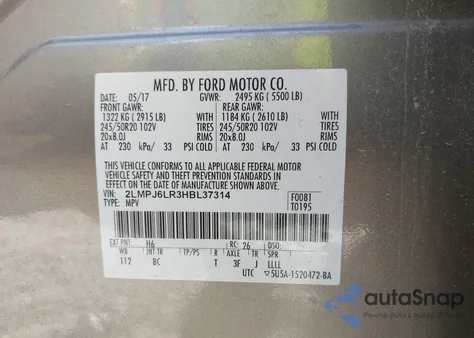 MFD. BY FORD MOTOR CO.
DATE: 05/17 GVWR: 2495 KG ( 5500 LB)
FRONT GAWR: REAR GAWR:
1322 KG ( 2915 LB) 1184 KG ( 2610 LB)
245/50R20 102V TIRES 245/50R20 102V TIRES
20x8.0J RIMS 20x8.0J RIMS
AT 230 kPa/ 33 PSI COLD AT 230 kPa/ 33 PSI COLD
THIS VEHICLE CONFORMS TO ALL APPLICABLE FEDERAL MOTOR
VEHICLE SAFETY AND THEFT PREVENTION STANDARDS IN
EFFECT ON THE DATE OF MANUFACTURE SHOWN ABOVE.
VIN: 2LMPJ6LR3HBL37314 F0081
TYPE: MPV T0195
EXT PNT: H6 RC: 26 DSO:
WB INT TR TP/PS R AXLE TR SPR
112 8C T 3F J LLLL
UTC 5U5A-1520472-BA
autoSnap